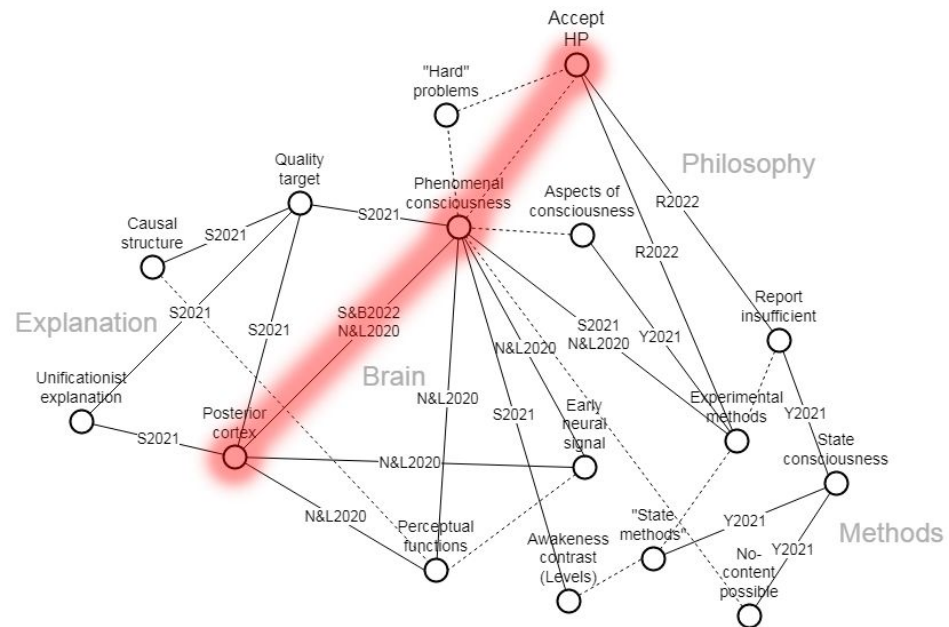 Accept
HP
"Hard"
problems
Philosophy
Quality
target
Phenomenal
consciousness
Aspects of
consciousness
R2022
Causal
structure
S2021
S2021
R2022
Explanation
S2021
S2021
S&B2022
N&L2020
S2021
N&L2020
Y2021
Report
insufficient
N&L2020
Brain
Unificationist
explanation
Posterior
cortex
N&L2020
S2021
Early
neural
signal
Experimental
methods
Y2021
S2021
N&L2020
State
consciousness
N&L2020
Perceptual
functions
Awakeness
contrast
(Levels)
"State
methods"
Y2021
No-
content
possible
Y2021
Methods